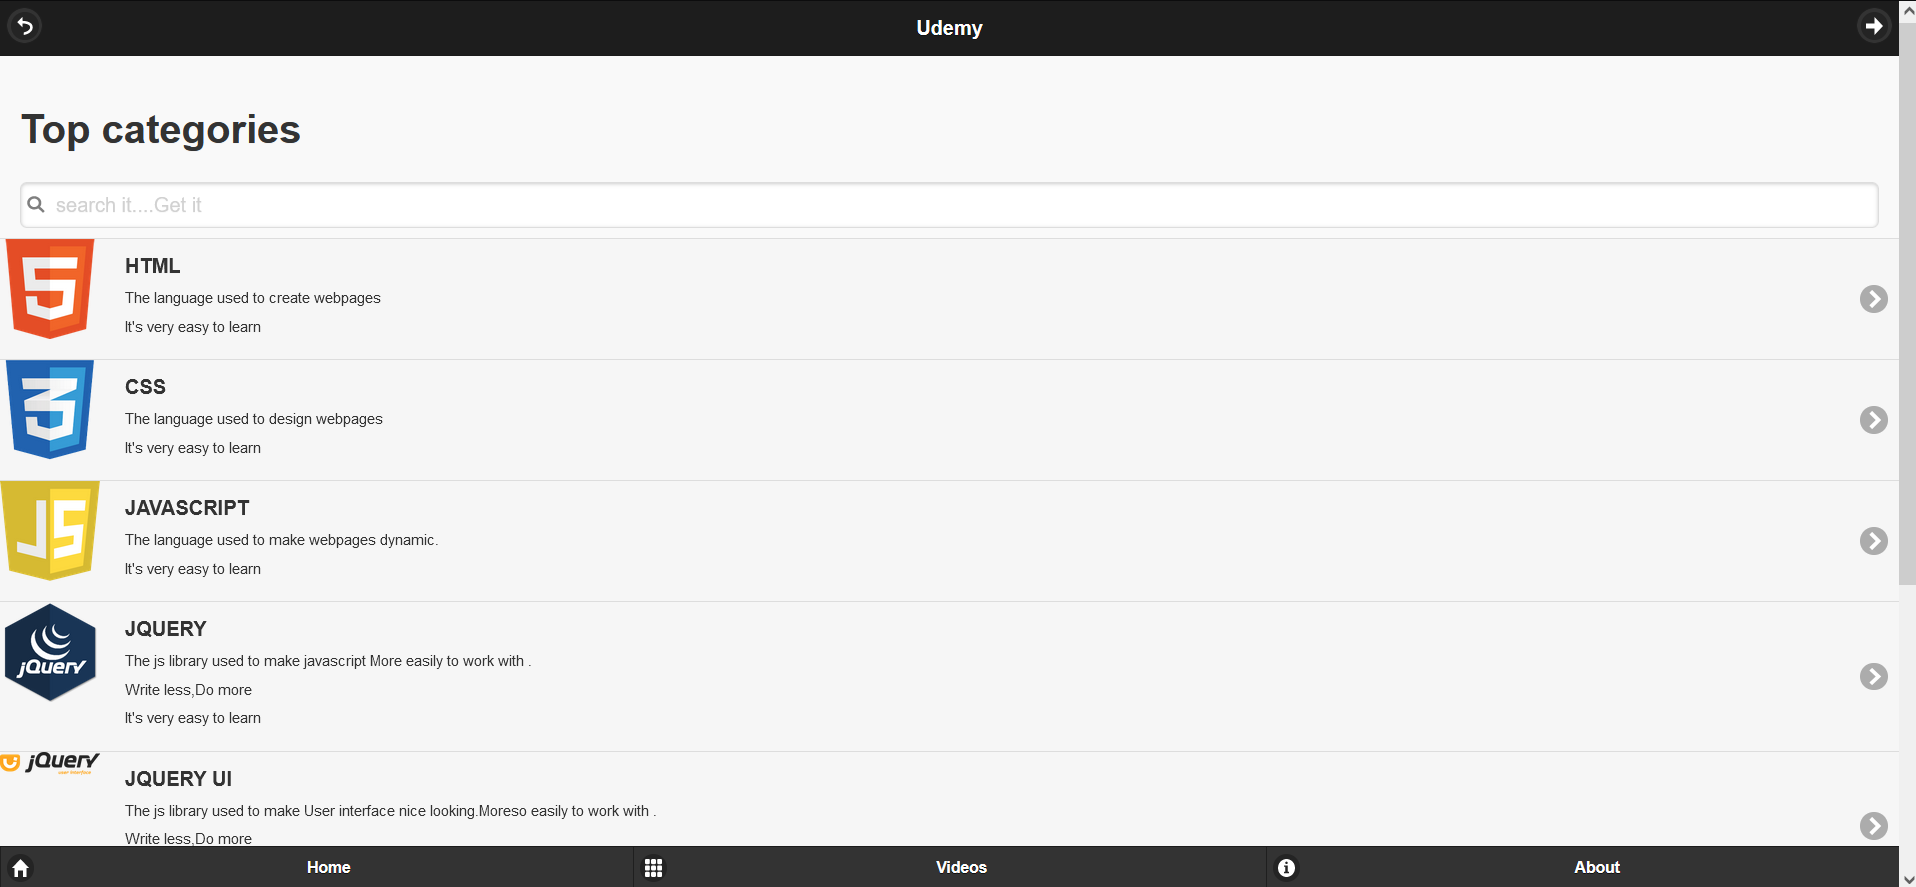 Udemy
Top categories
search it....Get it
HTML
The language used to create webpages
It's very easy to learn
CSS
The language used to design webpages
It's very easy to learn
JS
JAVASCRIPT
The language used to make webpages dynamic.
It's very easy to learn
jQuery
JQUERY
The js library used to make javascript More easily to work with .
Write less,Do more
It's very easy to learn
jQuery
user interface
JQUERY UI
The js library used to make User interface nice looking.Moreso easily to work with .
Write less,Do more
Home
Videos
About